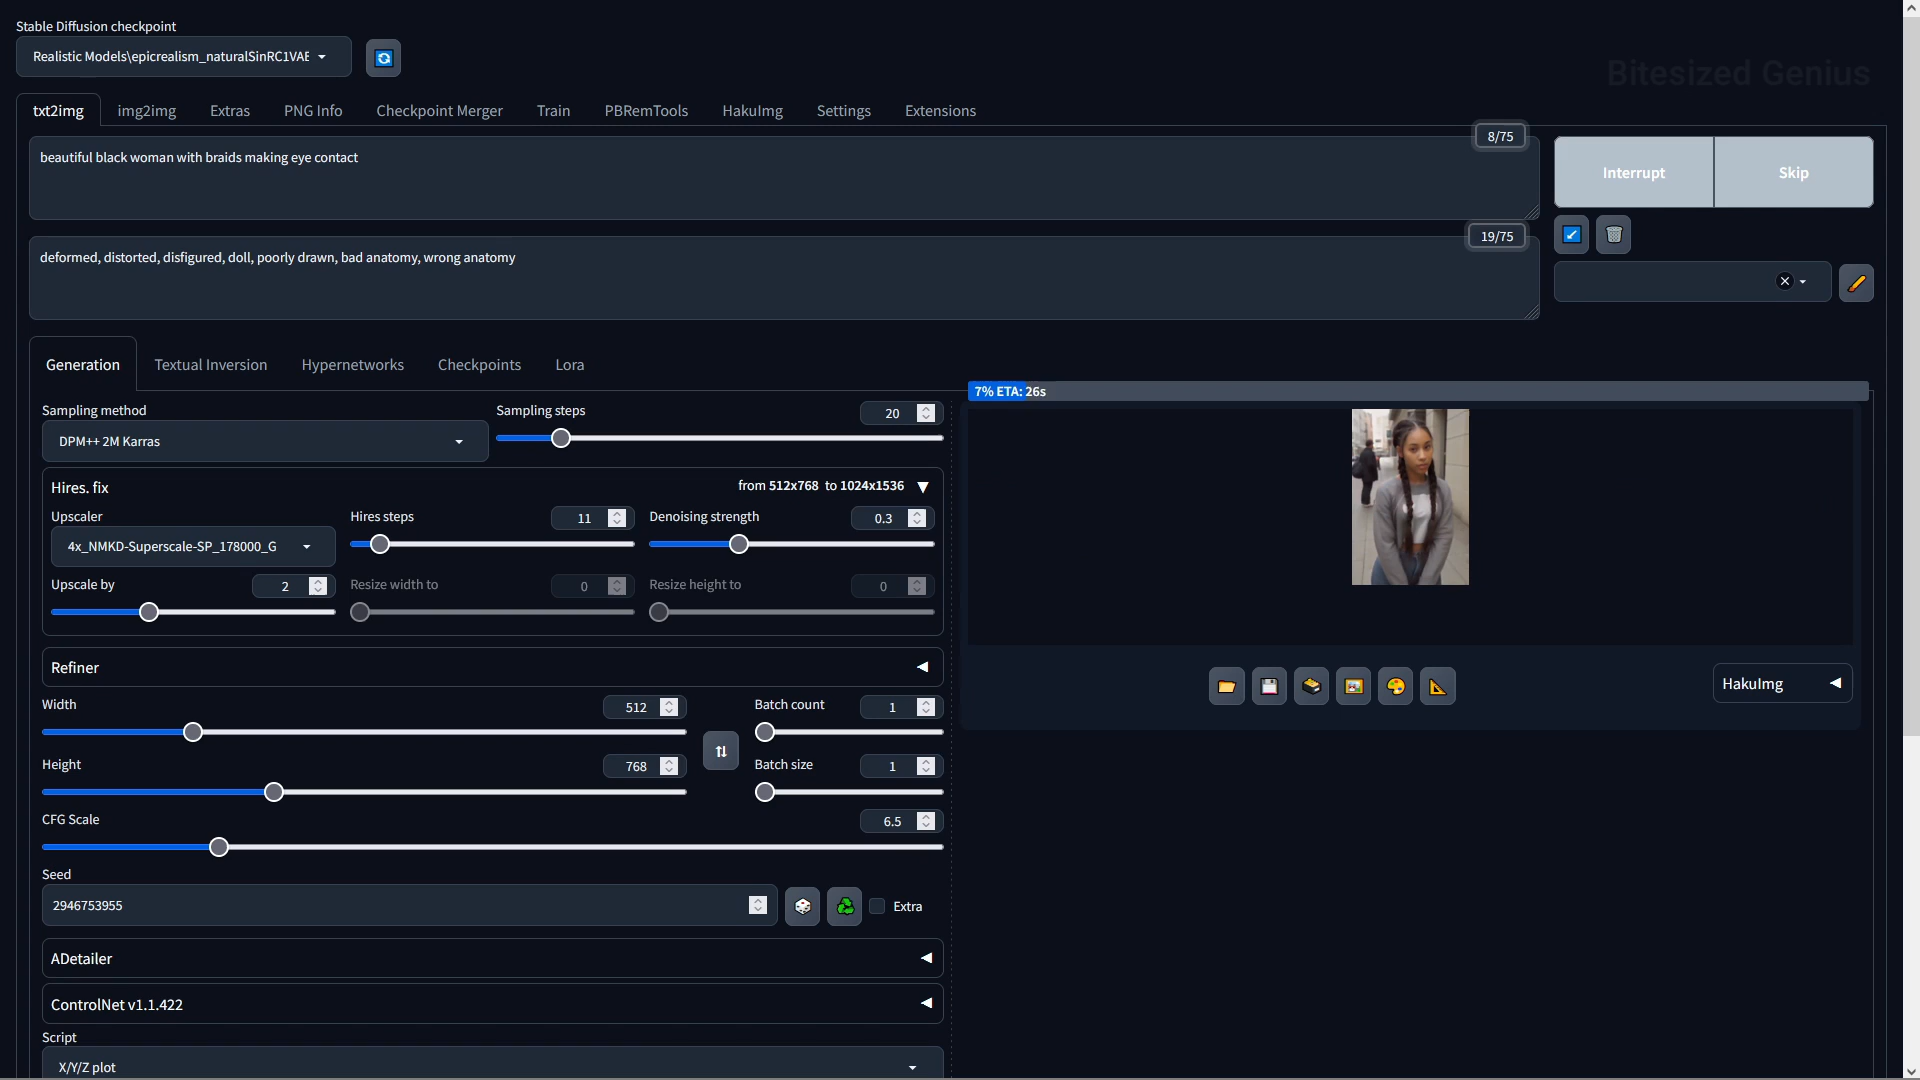 Stable Diffusion checkpoint
Realistic Models\epicrealism_naturalSinRC1VAE
Bitesized Genius
txt2img img2img Extras PNG Info Checkpoint Merger Train PBRemTools HakuImg Settings Extensions
8/75
beautiful black woman with braids making eye contact
Interrupt Skip
19/75
deformed, distorted, disfigured, doll, poorly drawn, bad anatomy, wrong anatomy
Generation Textual Inversion Hypernetworks Checkpoints Lora
7% ETA: 26s
Sampling method Sampling steps 20
DPM++ 2M Karras
Hires. fix from 512x768 to 1024x1536
Upscaler Hires steps 11 Denoising strength 0.3
4x_NMKD-Superscale-SP_178000_G
Upscale by 2 Resize width to 0 Resize height to 0
Refiner
HakuImg
Width 512 Batch count 1
Height 768 Batch size 1
CFG Scale 6.5
Seed
2946753955 Extra
ADetailer
ControlNet v1.1.422
Script
X/Y/Z plot